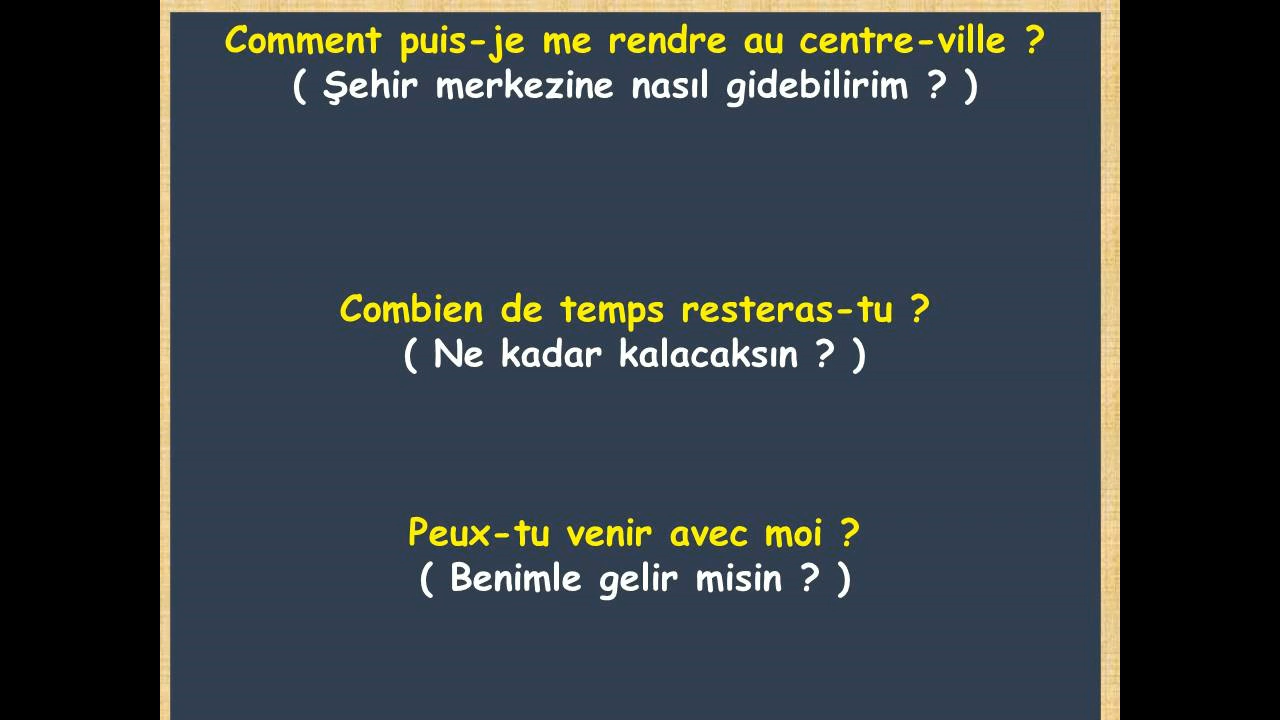 Comment puis-je me rendre au centre-ville ?
( Şehir merkezine nasıl gidebilirim ? )
Combien de temps resteras-tu ?
( Ne kadar kalacaksın ? )
Peux-tu venir avec moi ?
( Benimle gelir misin ? )